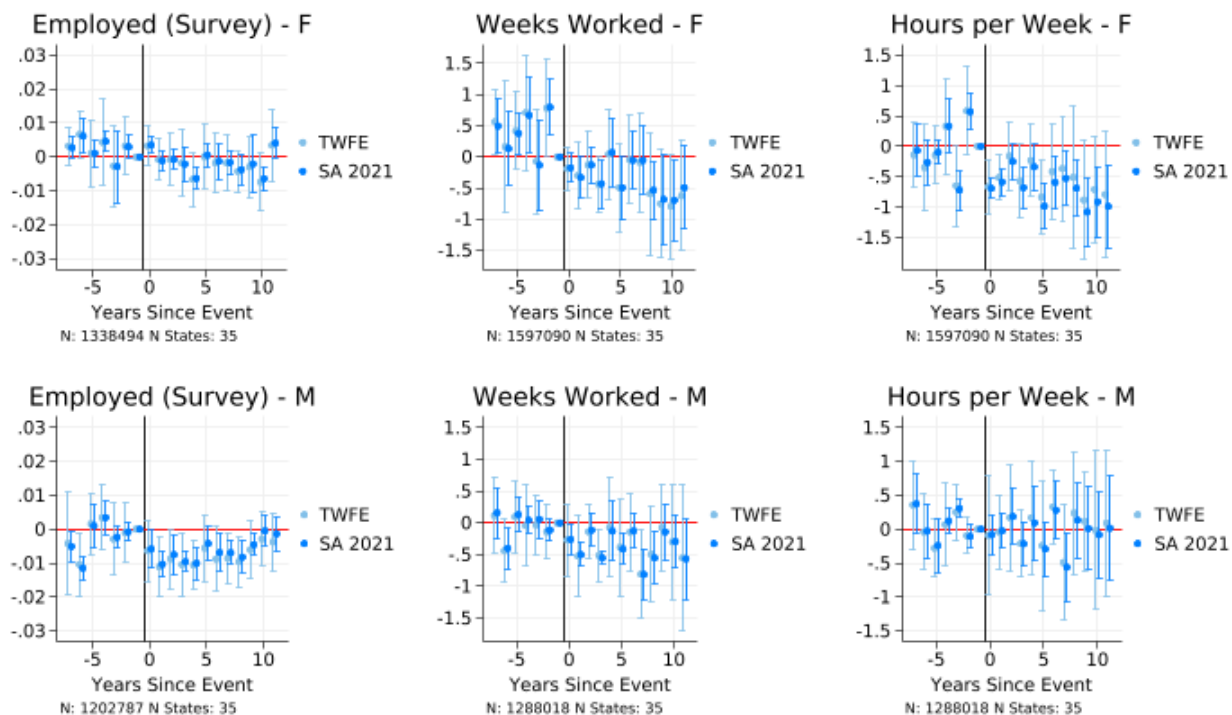 Employed (Survey) - F
.03
.02
.01
0
-.01
-.02
-.03
-5 0 5 10
Years Since Event
N: 1338494 N States: 35
TWFE
SA 2021
Weeks Worked - F
1.5
1
.5
0
-.5
-1
-1.5
-5 0 5 10
Years Since Event
N: 1597090 N States: 35
TWFE
SA 2021
Hours per Week - F
1.5
1
.5
0
-.5
-1
-1.5
-5 0 5 10
Years Since Event
N: 1597090 N States: 35
TWFE
SA 2021
Employed (Survey) - M
.03
.02
.01
0
-.01
-.02
-.03
-5 0 5 10
Years Since Event
N: 1202787 N States: 35
TWFE
SA 2021
Weeks Worked - M
1.5
1
.5
0
-.5
-1
-1.5
-5 0 5 10
Years Since Event
N: 1288018 N States: 35
TWFE
SA 2021
Hours per Week - M
1.5
1
.5
0
-.5
-1
-1.5
-5 0 5 10
Years Since Event
N: 1288018 N States: 35
TWFE
SA 2021